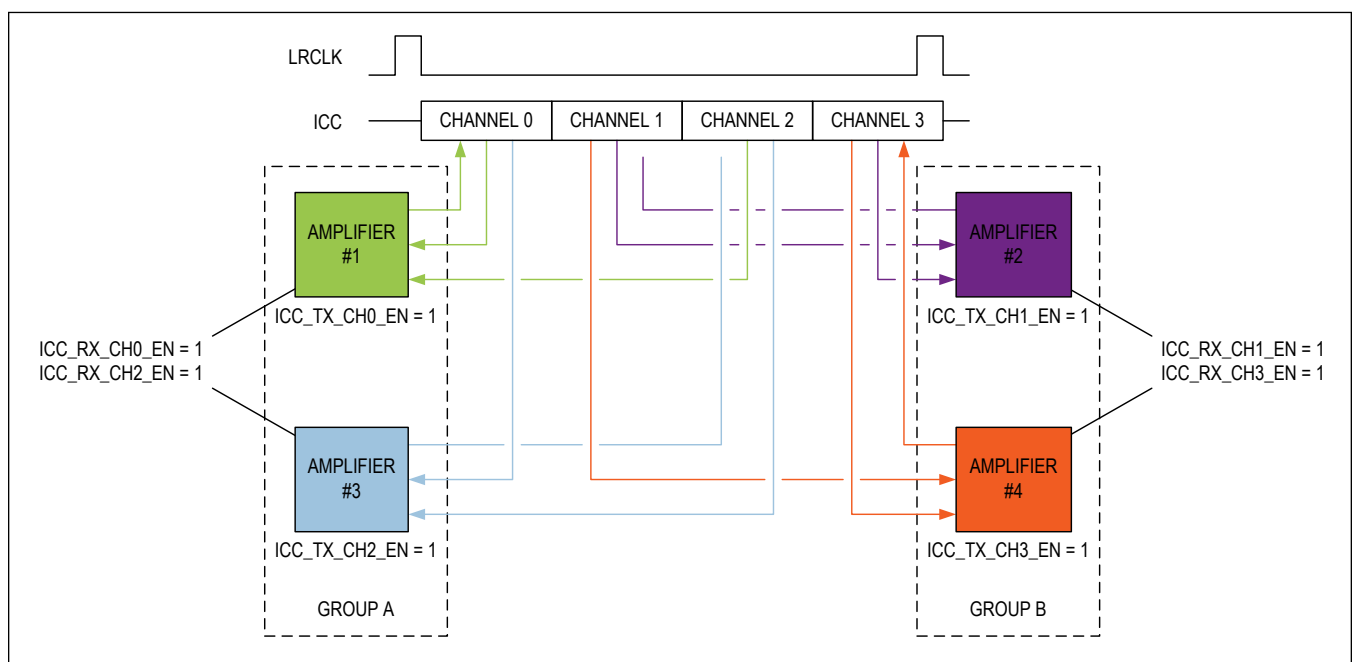 LRCLK
ICC
CHANNEL 0
CHANNEL 1
CHANNEL 2
CHANNEL 3
AMPLIFIER
#1
ICC_TX_CH0_EN = 1
AMPLIFIER
#2
ICC_TX_CH1_EN = 1
ICC_RX_CH0_EN = 1
ICC_RX_CH2_EN = 1
ICC_RX_CH1_EN = 1
ICC_RX_CH3_EN = 1
AMPLIFIER
#3
ICC_TX_CH2_EN = 1
AMPLIFIER
#4
ICC_TX_CH3_EN = 1
GROUP A
GROUP B